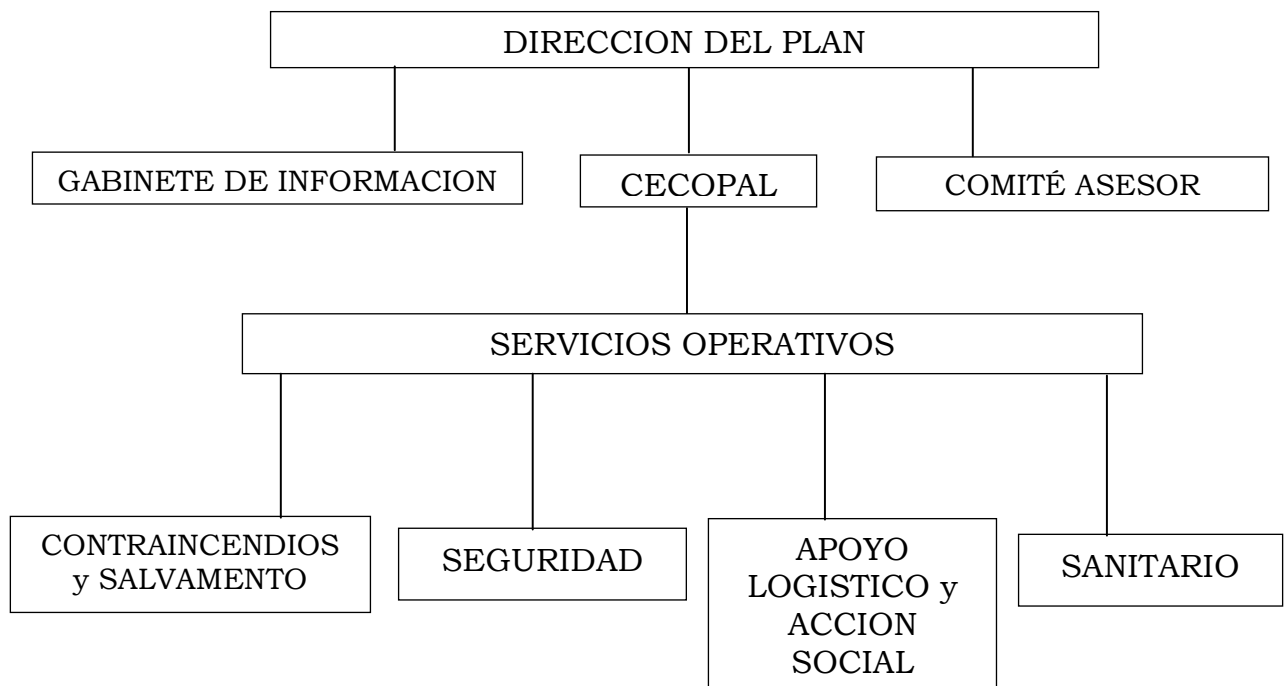 DIRECCION DEL PLAN
GABINETE DE INFORMACION
CECOPAL
COMITÉ ASESOR
SERVICIOS OPERATIVOS
CONTRAINCENDIOS
y SALVAMENTO
SEGURIDAD
APOYO
LOGISTICO y
ACCION
SOCIAL
SANITARIO